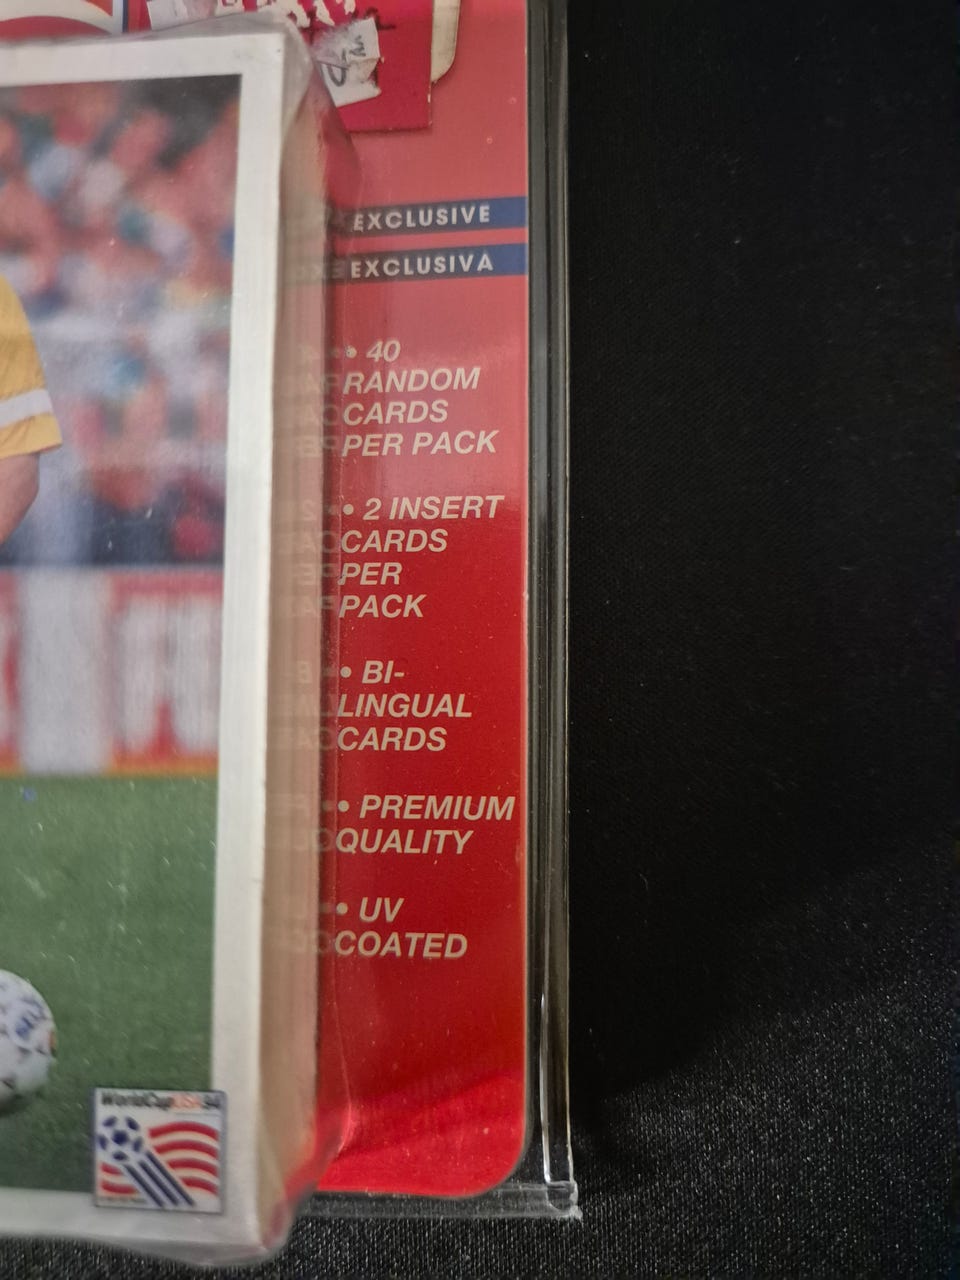 EXCLUSIVE
EXCLUSIVA
• 40
RANDOM
CARDS
PER PACK
• 2 INSERT
CARDS
PER
PACK
• BI-
LINGUAL
CARDS
• PREMIUM
QUALITY
• UV
COATED
WorldCupUSA94